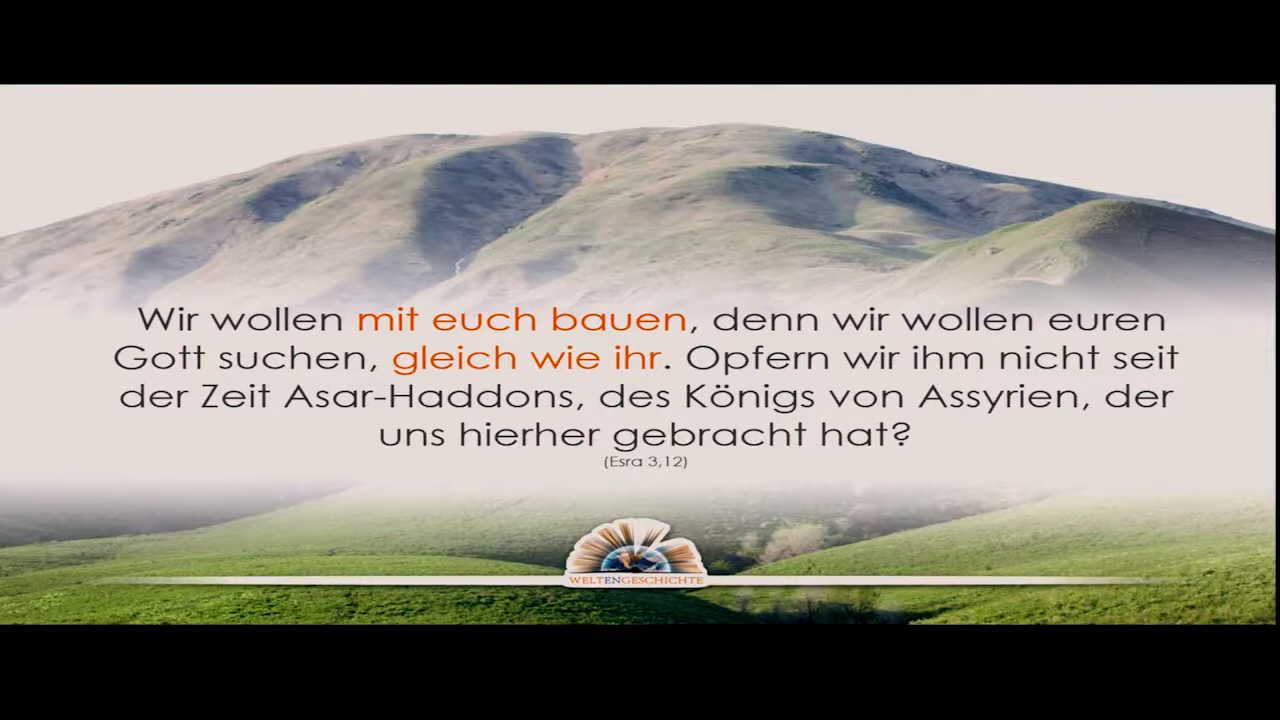 Wir wollen mit euch bauen, denn wir wollen euren
Gott suchen, gleich wie ihr. Opfern wir ihm nicht seit
der Zeit Asar-Haddons, des Königs von Assyrien, der
uns hierher gebracht hat?
(Esra 3,12)
WELTENGESCHICHTE